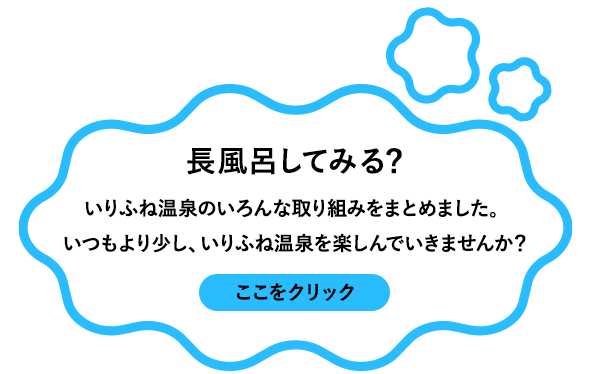 長風呂してみる?
いりふね温泉のいろんな取り組みをまとめました。
いつもより少し、いりふね温泉を楽しんでいきませんか?
ここをクリック